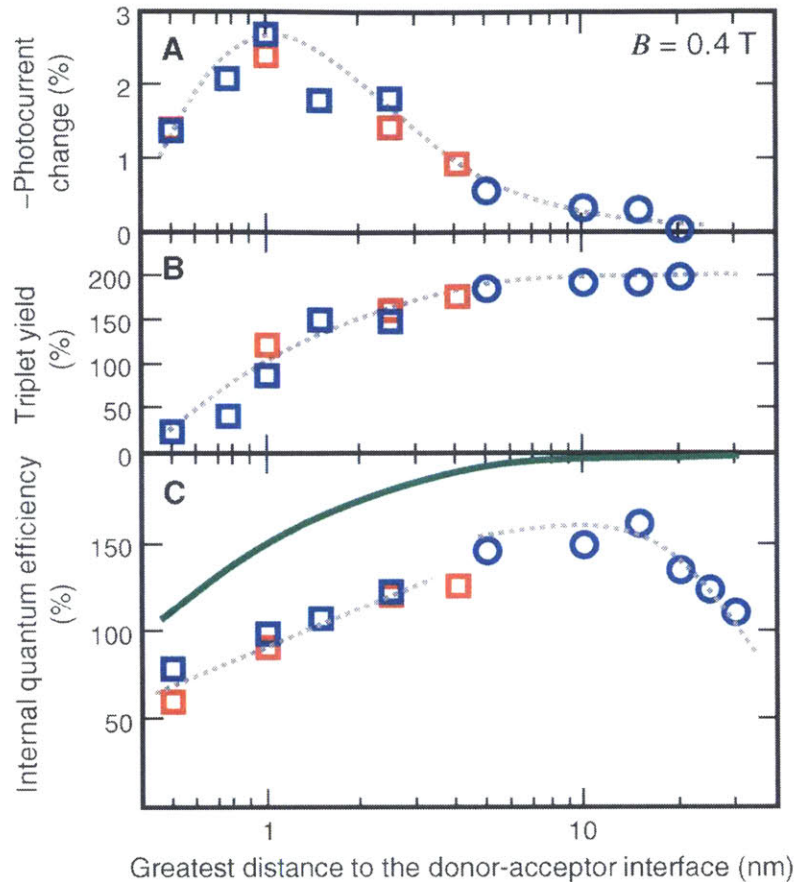 3
A
B = 0.4 T
2
1
0
–Photocurrent
change (%)
B
200
150
100
50
0
Triplet yield
(%)
C
150
100
50
Internal quantum efficiency
(%)
1
10
Greatest distance to the donor-acceptor interface (nm)